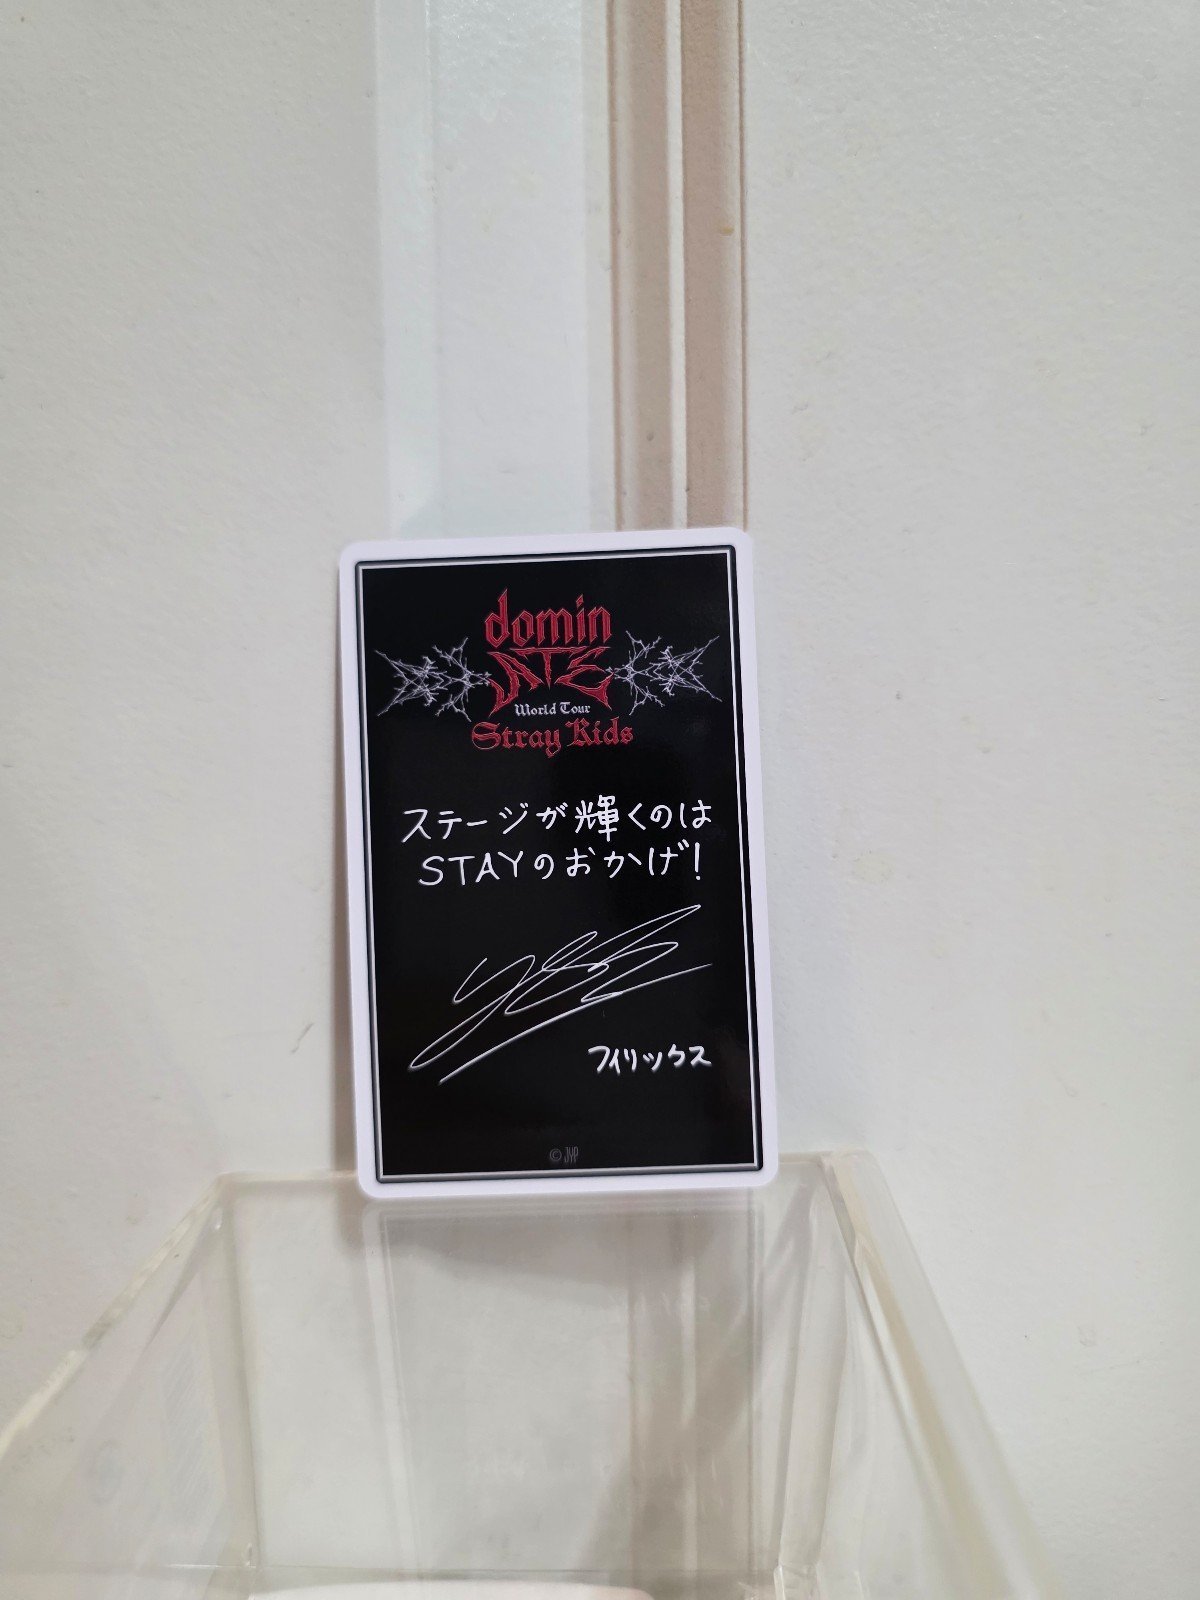 domin
ATE
World Tour
Stray Kids
ステージが輝くのは
STAYのおかげ!
フィリックス
© JYP